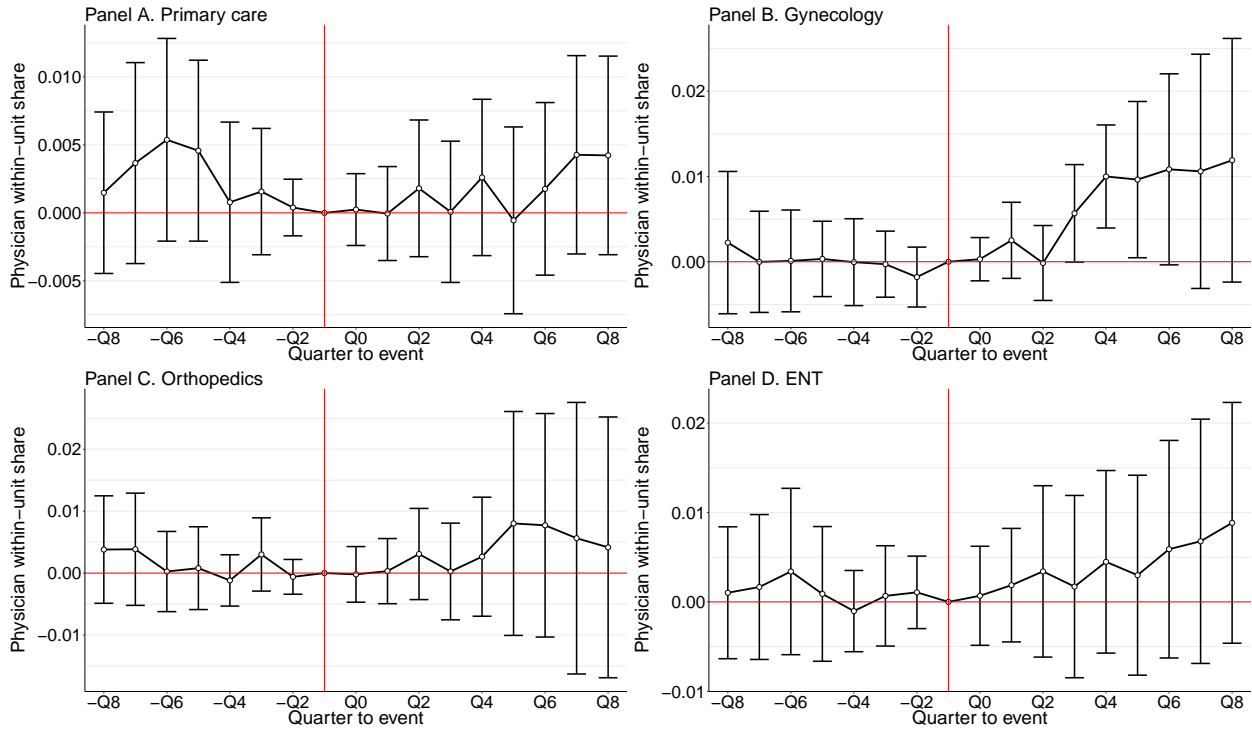 Panel A. Primary care
Physician within−unit share
0.010
0.005
0.000
−0.005
−Q8 −Q6 −Q4 −Q2 Q0 Q2 Q4 Q6 Q8
Quarter to event
Panel B. Gynecology
Physician within−unit share
0.02
0.01
0.00
−Q8 −Q6 −Q4 −Q2 Q0 Q2 Q4 Q6 Q8
Quarter to event
Panel C. Orthopedics
Physician within−unit share
0.02
0.01
0.00
−0.01
−Q8 −Q6 −Q4 −Q2 Q0 Q2 Q4 Q6 Q8
Quarter to event
Panel D. ENT
Physician within−unit share
0.02
0.01
0.00
−0.01
−Q8 −Q6 −Q4 −Q2 Q0 Q2 Q4 Q6 Q8
Quarter to event